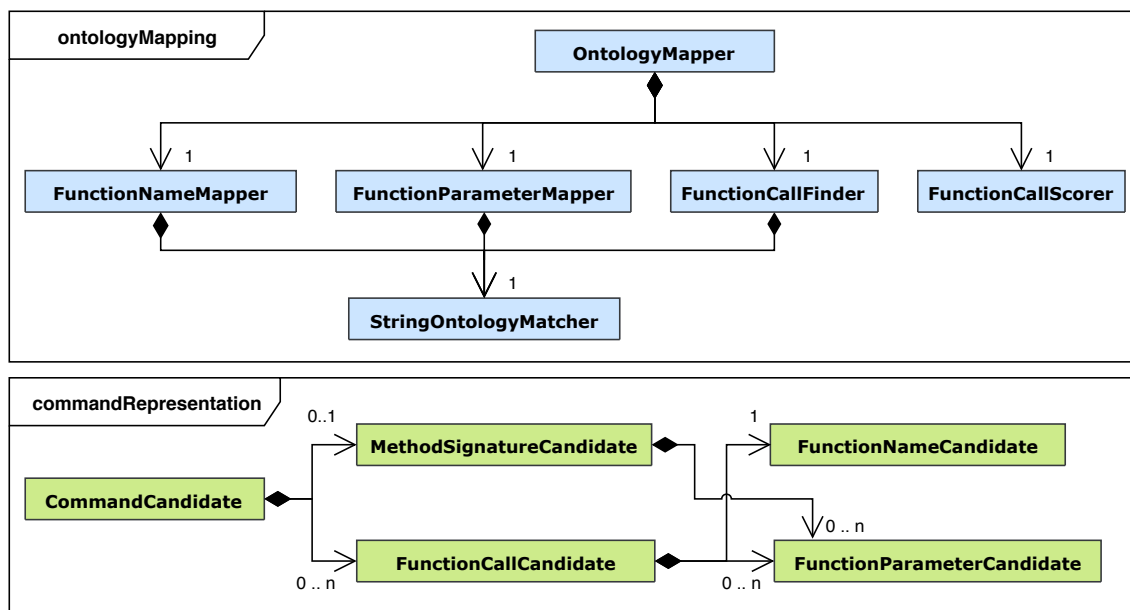 ontologyMapping
OntologyMapper
1
1
1
1
FunctionNameMapper
FunctionParameterMapper
FunctionCallFinder
FunctionCallScorer
1
StringOntologyMatcher
commandRepresentation
0..1
1
MethodSignatureCandidate
FunctionNameCandidate
CommandCandidate
0 .. n
FunctionCallCandidate
FunctionParameterCandidate
0 .. n
0 .. n